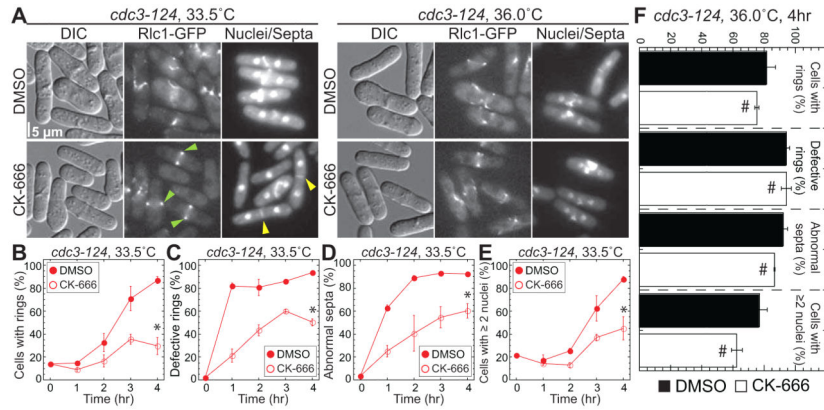 A cdc3-124, 33.5°C cdc3-124, 36.0°C
DIC Rlc1-GFP Nuclei/Septa DIC Rlc1-GFP Nuclei/Septa
DMSO
5 µm
CK-666
DMSO
CK-666
B cdc3-124, 33.5°C
Cells with rings (%)
100
80
60
40
20
0
DMSO
CK-666
*
0 1 2 3 4
Time (hr)
C cdc3-124, 33.5°C
Defective rings (%)
100
80
60
40
20
0
*
DMSO
CK-666
0 1 2 3 4
Time (hr)
D cdc3-124, 33.5°C
Abnormal septa (%)
100
80
60
40
20
0
*
DMSO
CK-666
0 1 2 3 4
Time (hr)
E cdc3-124, 33.5°C
Cells with ≥ 2 nuclei (%)
100
80
60
40
20
0
DMSO
CK-666
*
0 1 2 3 4
Time (hr)
F cdc3-124, 36.0°C, 4hr
0 20 40 60 80 100
Cells with
rings (%)
#
Defective
rings (%)
#
Abnormal
septa (%)
#
Cells with
≥2 nuclei (%)
#
DMSO CK-666